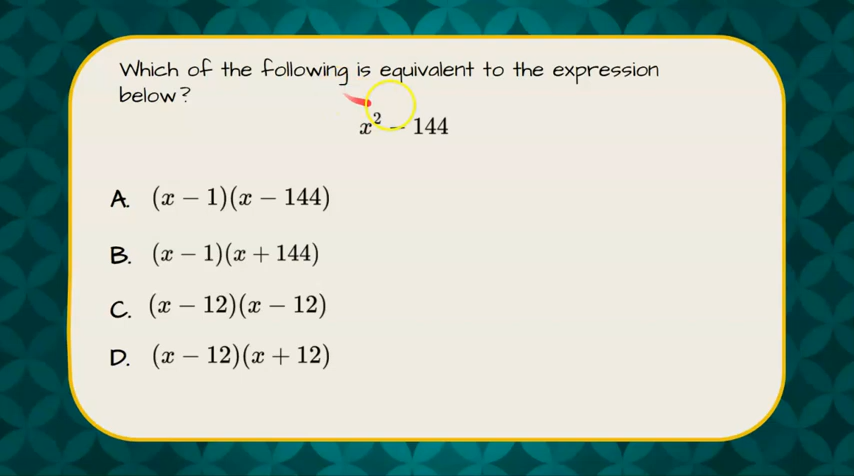 Which of the following is equivalent to the expression
below?
x² − 144
A. (x − 1)(x − 144)
B. (x − 1)(x + 144)
C. (x − 12)(x − 12)
D. (x − 12)(x + 12)